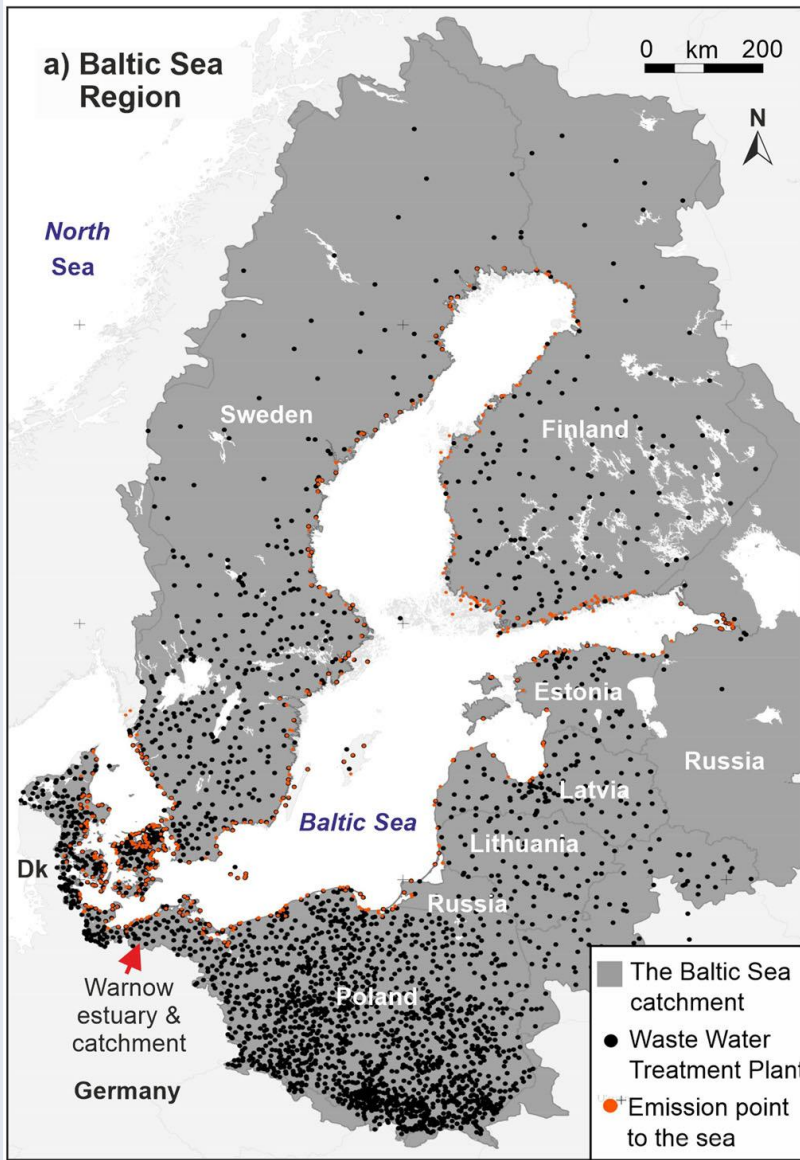 a) Baltic Sea
Region
0 km 200
N
North
Sea
Sweden
Finland
Estonia
Russia
Latvia
Baltic Sea
Lithuania
Dk
Russia
Poland
Warnow
estuary &
catchment
Germany
The Baltic Sea
catchment
Waste Water
Treatment Plant
Emission point
to the sea